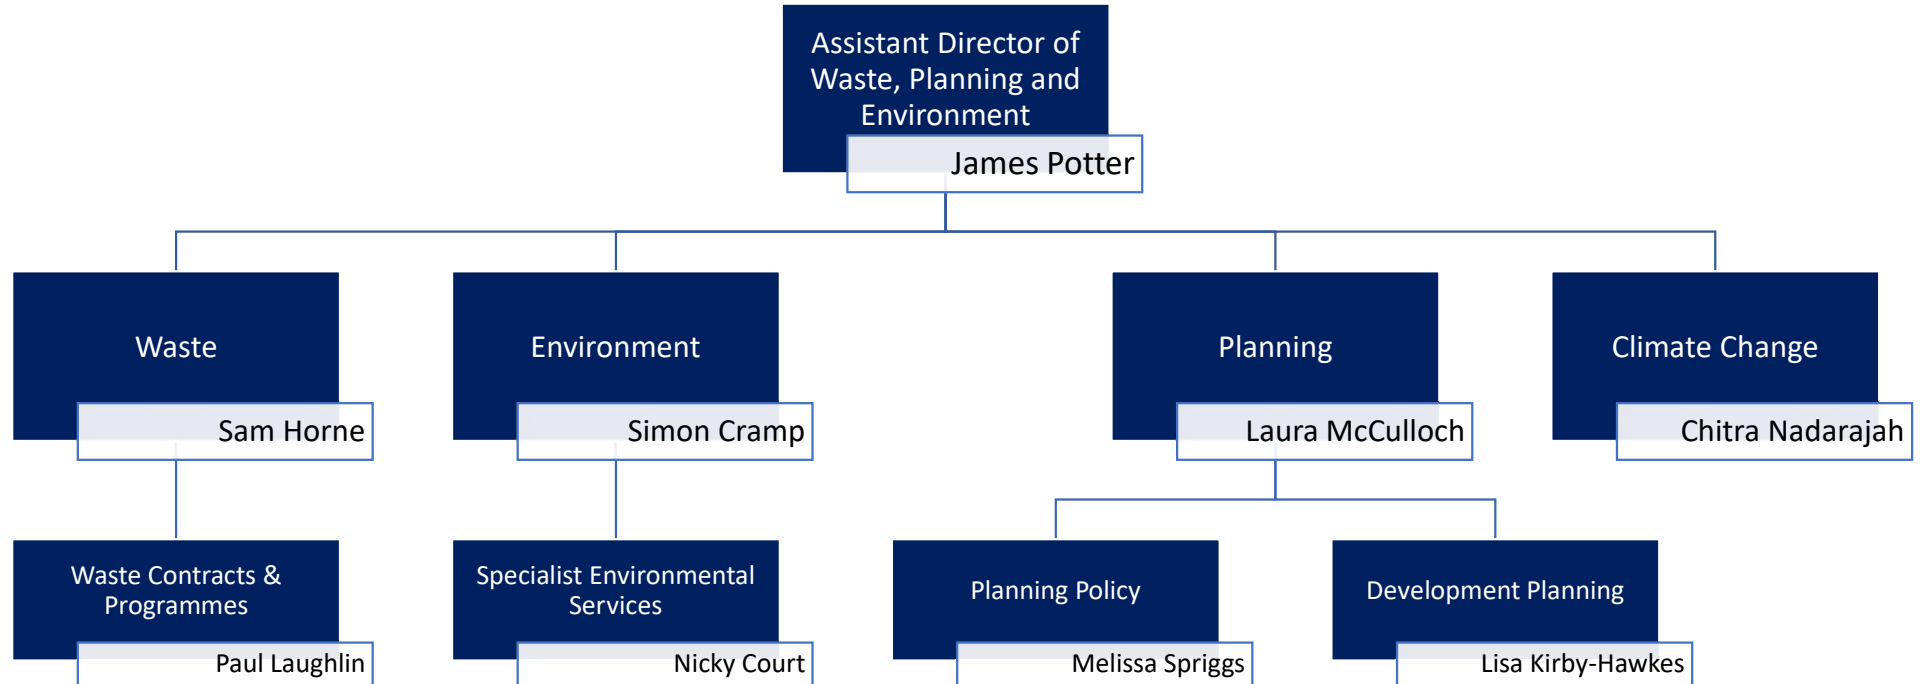 Assistant Director of
Waste, Planning and
Environment
James Potter
Waste
Sam Horne
Environment
Simon Cramp
Planning
Laura McCulloch
Climate Change
Chitra Nadarajah
Waste Contracts &
Programmes
Paul Laughlin
Specialist Environmental
Services
Nicky Court
Planning Policy
Melissa Spriggs
Development Planning
Lisa Kirby-Hawkes